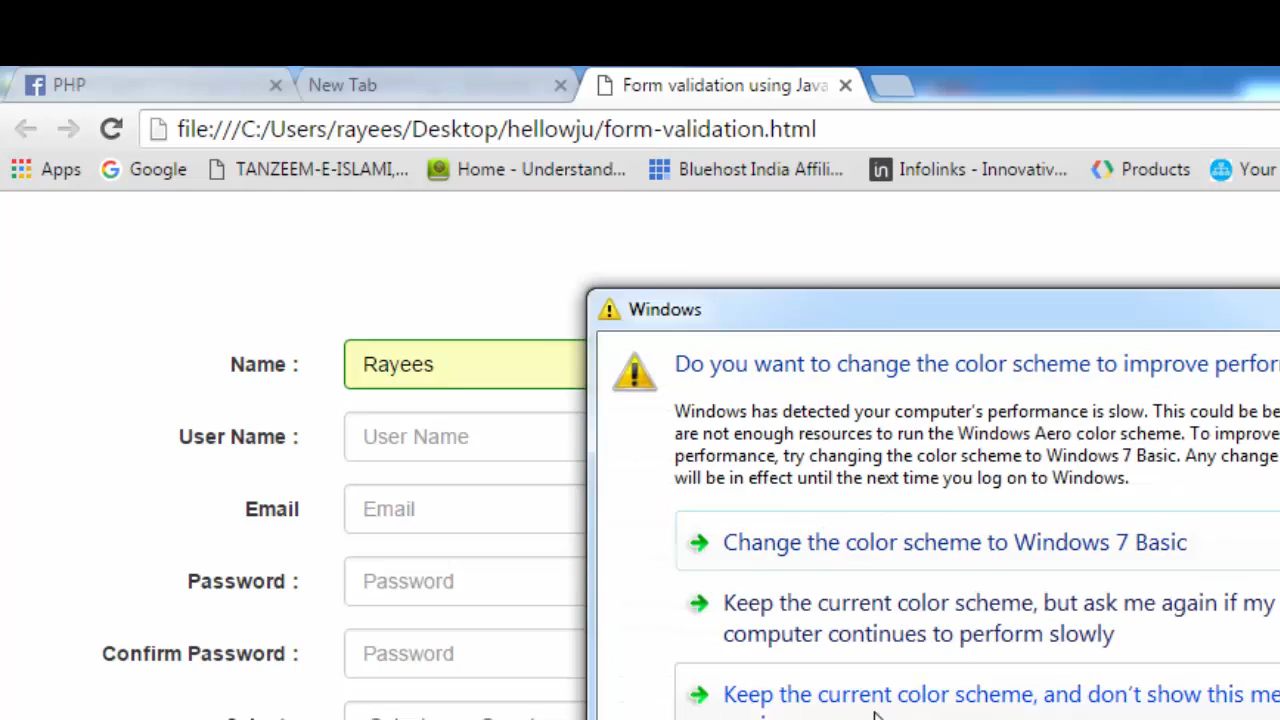 PHP
New Tab
Form validation using Java
file:///C:/Users/rayees/Desktop/hellowju/form-validation.html
Apps
Google
TANZEEM-E-ISLAMI,...
Home - Understand...
Bluehost India Affili...
in
Infolinks - Innovativ...
Products
Your
Windows
Name :
Rayees
User Name :
User Name
Email
Email
Password :
Password
Confirm Password :
Password
Do you want to change the color scheme to improve perfor
Windows has detected your computer's performance is slow. This could be be
are not enough resources to run the Windows Aero color scheme. To improve
performance, try changing the color scheme to Windows 7 Basic. Any change
will be in effect until the next time you log on to Windows.
Change the color scheme to Windows 7 Basic
Keep the current color scheme, but ask me again if my
computer continues to perform slowly
Keep the current color scheme, and don't show this me